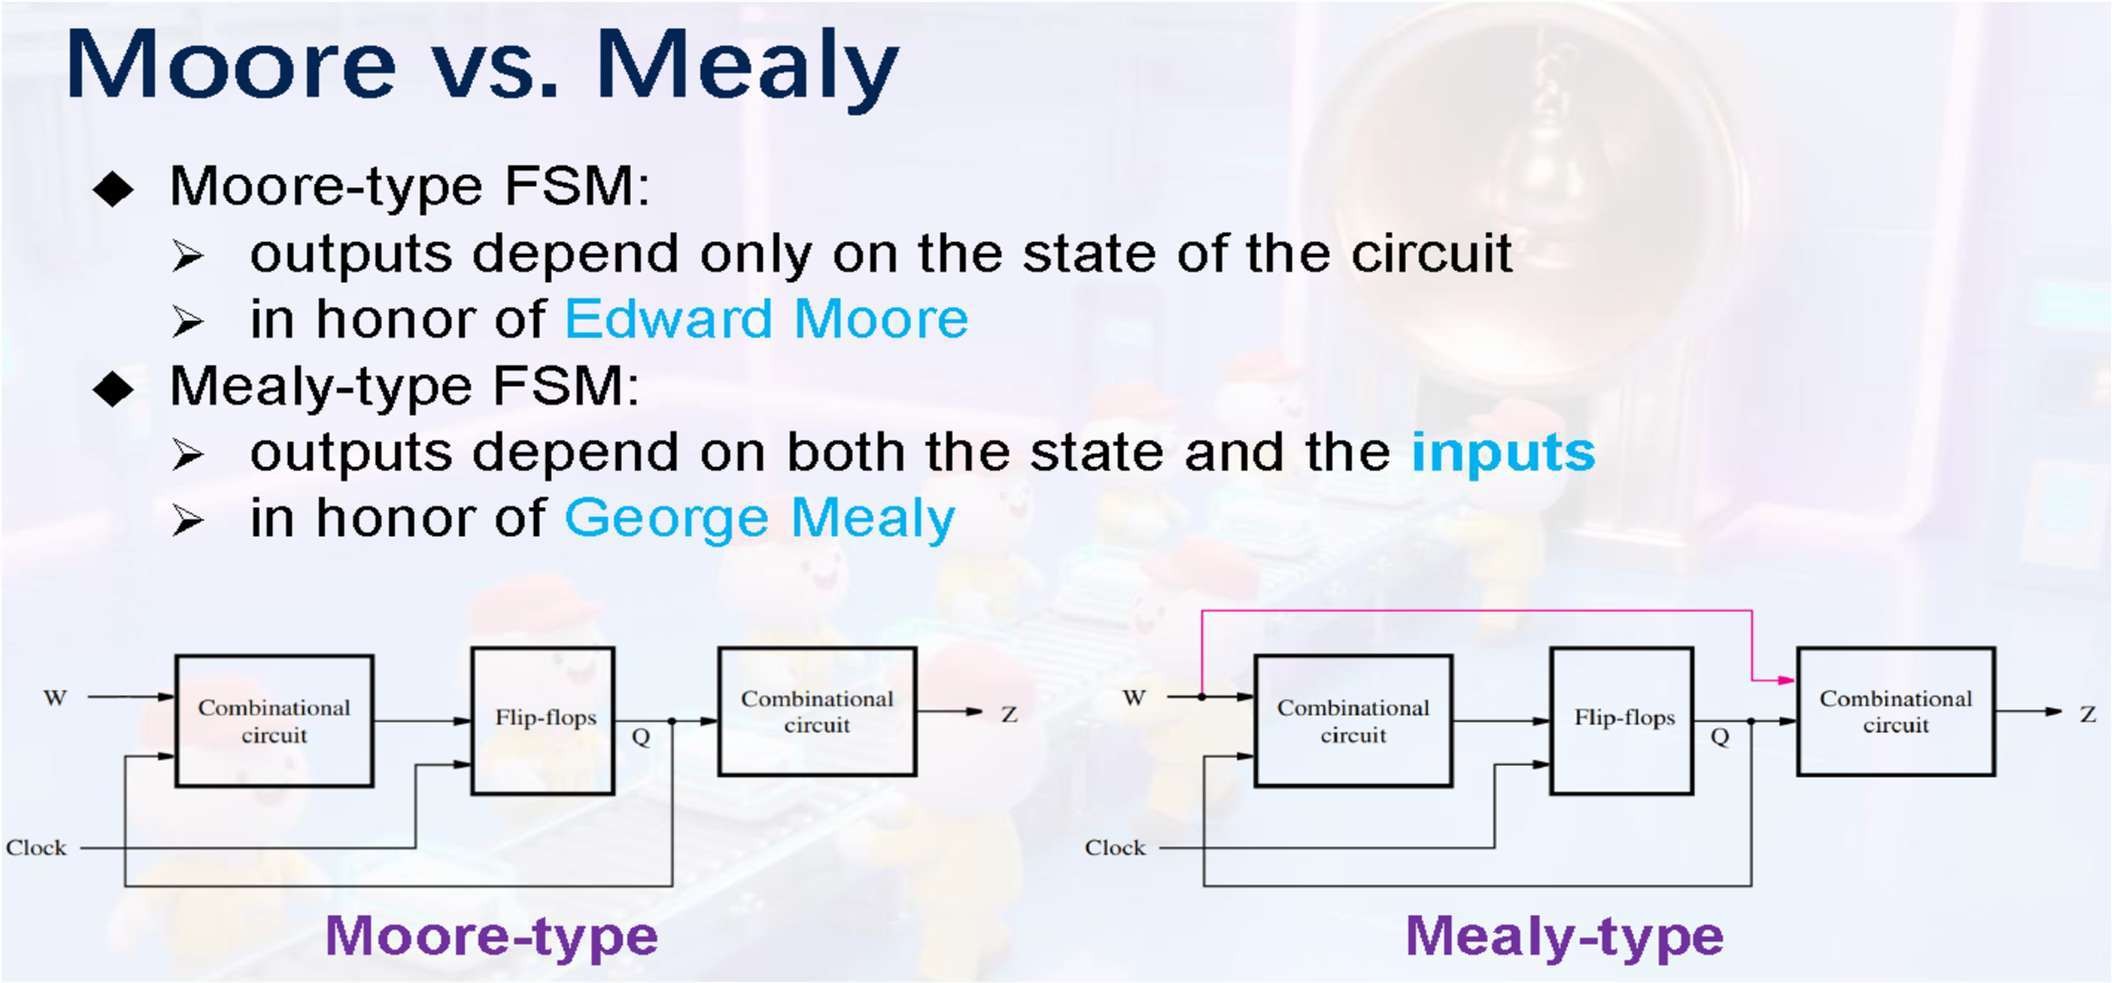 Moore vs. Mealy
◆ Moore-type FSM:
➢ outputs depend only on the state of the circuit
➢ in honor of Edward Moore
◆ Mealy-type FSM:
➢ outputs depend on both the state and the inputs
➢ in honor of George Mealy
W
Combinational
circuit
Flip-flops
Q
Combinational
circuit
Z
Clock
Moore-type
W
Combinational
circuit
Flip-flops
Q
Combinational
circuit
Z
Clock
Mealy-type